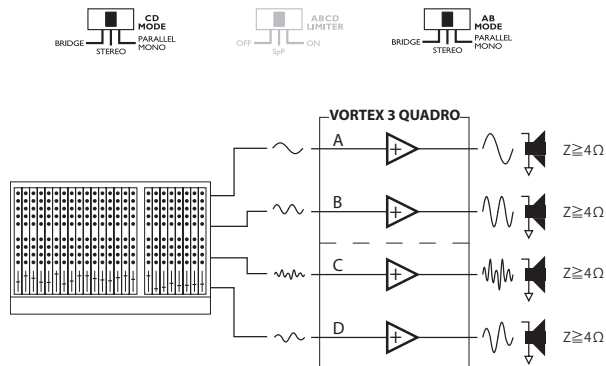 CD
MODE
BRIDGE
STEREO
PARALLEL
MONO
ABCD
LIMITER
OFF
SpP
ON
AB
MODE
BRIDGE
STEREO
PARALLEL
MONO
VORTEX 3 QUADRO
A
Z≧4Ω
B
Z≧4Ω
C
Z≧4Ω
D
Z≧4Ω